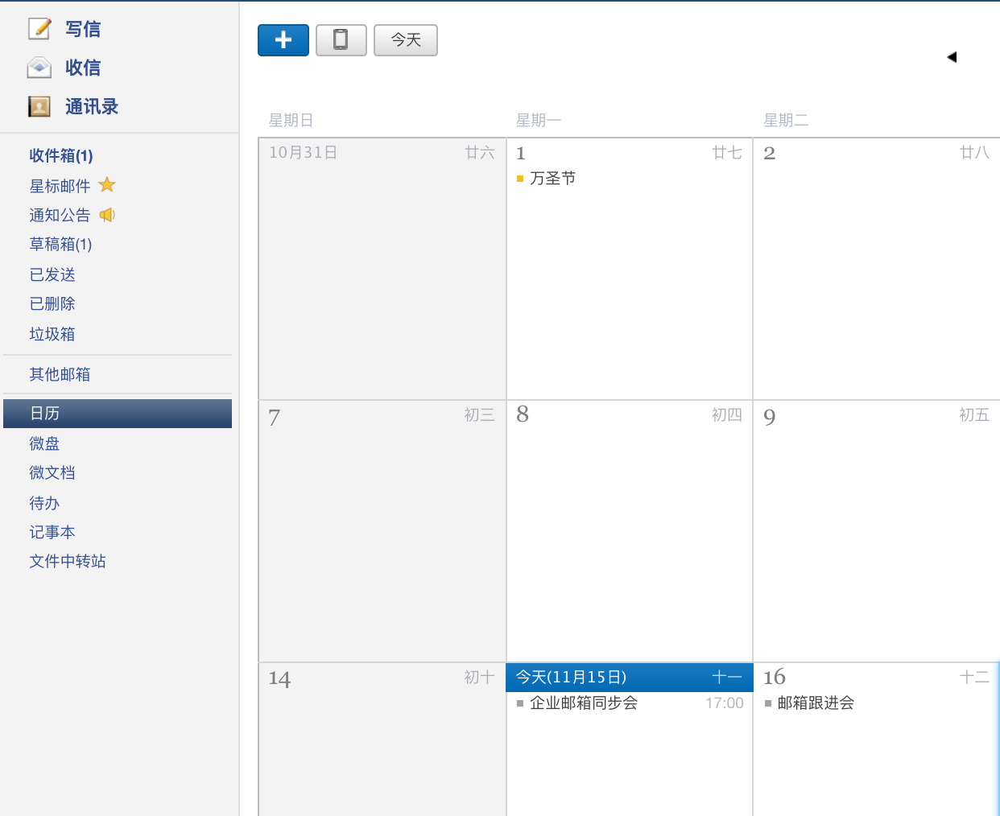 写信
收信
通讯录
收件箱(1)
星标邮件
通知公告
草稿箱(1)
已发送
已删除
垃圾箱
其他邮箱
日历
微盘
微文档
待办
记事本
文件中转站
今天
星期日 星期一 星期二
10月31日 廿六 1 廿七 2 廿八
万圣节
7 初三 8 初四 9 初五
14 初十 今天(11月15日) 十一 16 十二
企业邮箱同步会 17:00 邮箱跟进会